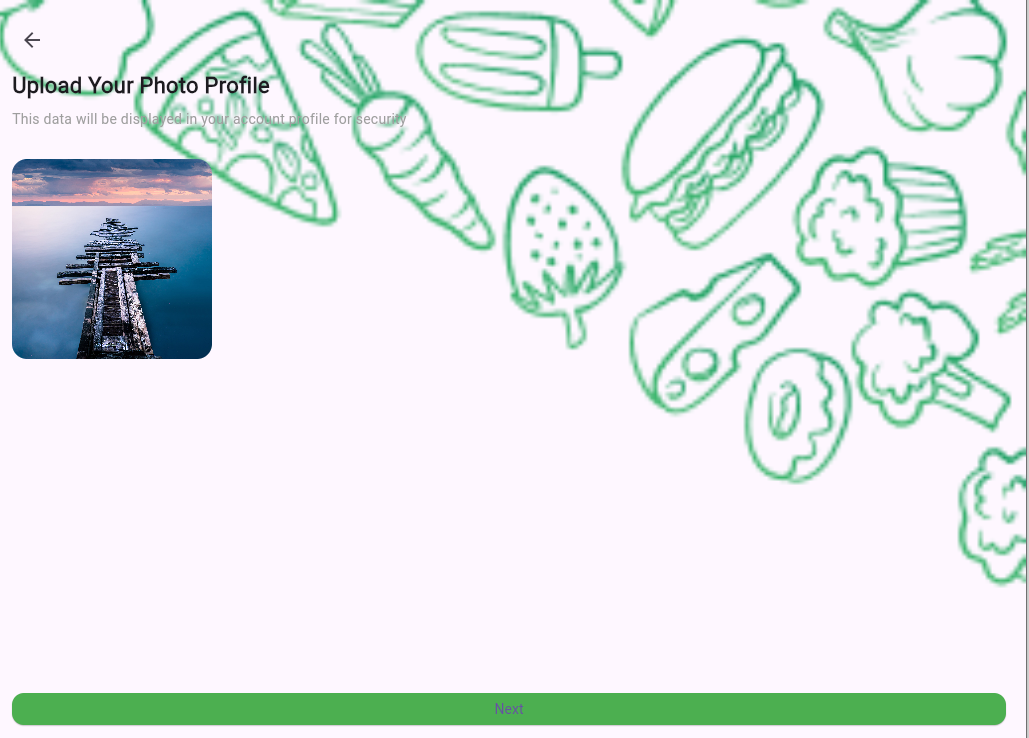 Upload Your Photo Profile
This data will be displayed in your account profile for security
Next